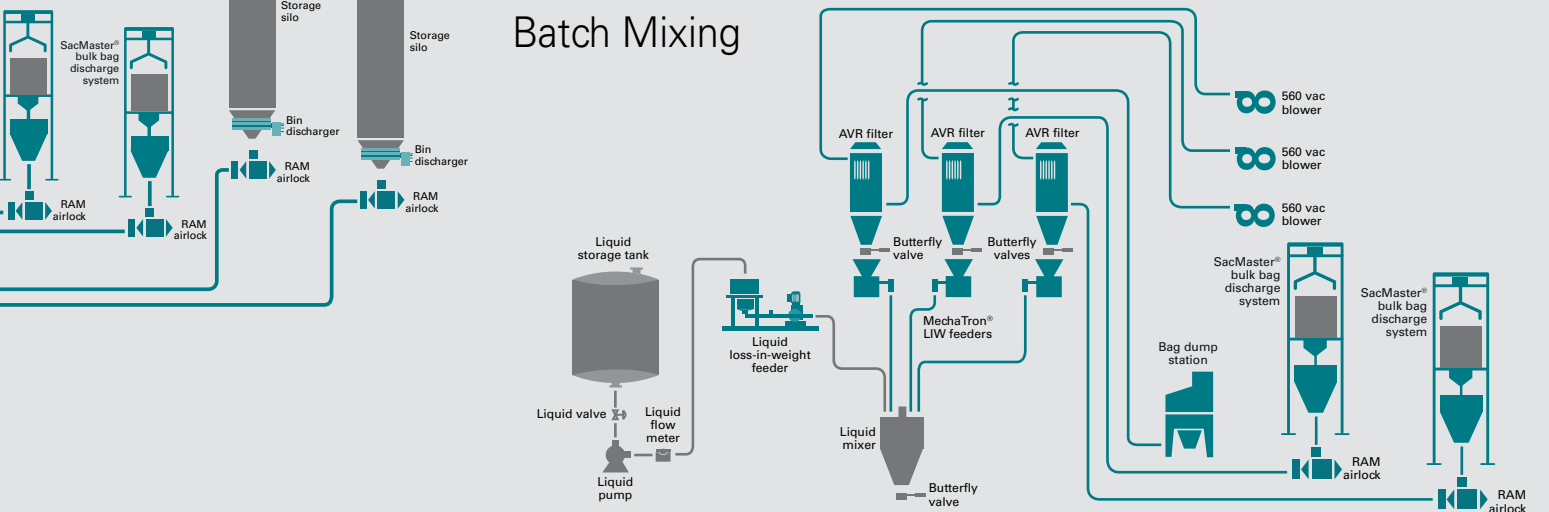 Batch Mixing
Storage
silo
Storage
silo
SacMaster®
bulk bag
discharge
system
Bin
discharger
Bin
discharger
RAM
airlock
RAM
airlock
RAM
airlock
RAM
airlock
560 vac
blower
560 vac
blower
560 vac
blower
AVR filter
AVR filter
AVR filter
Butterfly
valve
Butterfly
valves
MechaTron®
LIW feeders
Liquid
storage tank
Liquid
loss-in-weight
feeder
Liquid valve
Liquid
flow
meter
Liquid
pump
Liquid
mixer
Butterfly
valve
Bag dump
station
SacMaster®
bulk bag
discharge
system
SacMaster®
bulk bag
discharge
system
RAM
airlock
RAM
airlock